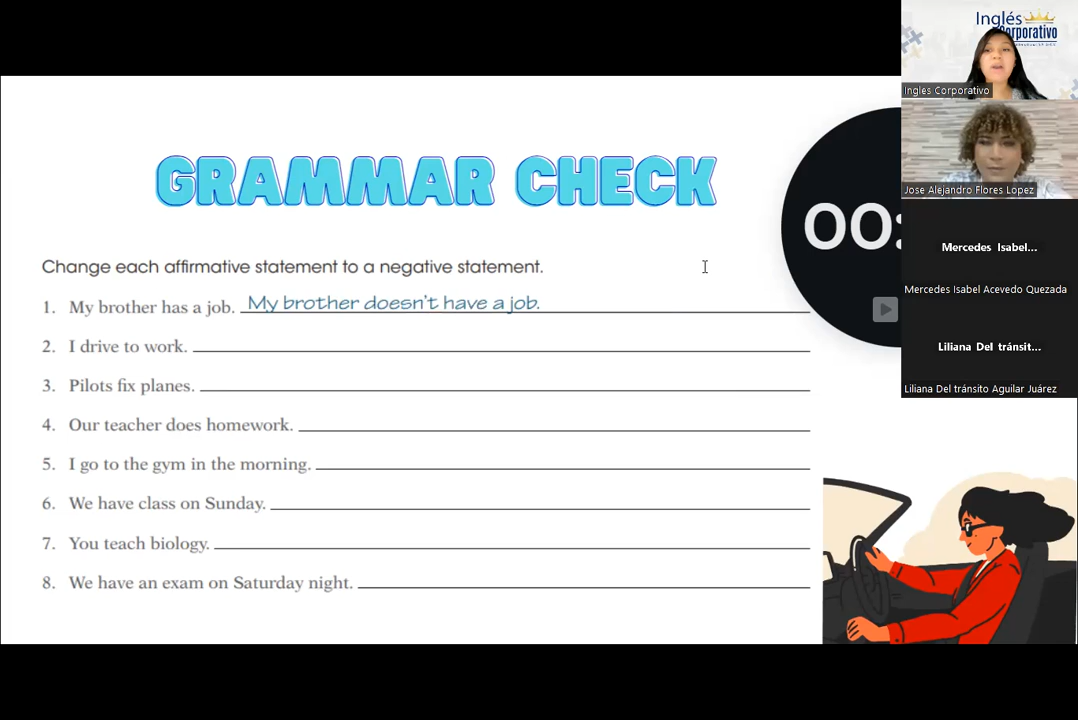 GRAMMAR CHECK
Change each affirmative statement to a negative statement.
1. My brother has a job. My brother doesn't have a job.
2. I drive to work.
3. Pilots fix planes.
4. Our teacher does homework.
5. I go to the gym in the morning.
6. We have class on Sunday.
7. You teach biology.
8. We have an exam on Saturday night.
00:
Inglés
Corporativo
Ingles Corporativo
Jose Alejandro Flores Lopez
Mercedes Isabel...
Mercedes Isabel Acevedo Quezada
Liliana Del tránsit...
Liliana Del tránsito Aguilar Juárez